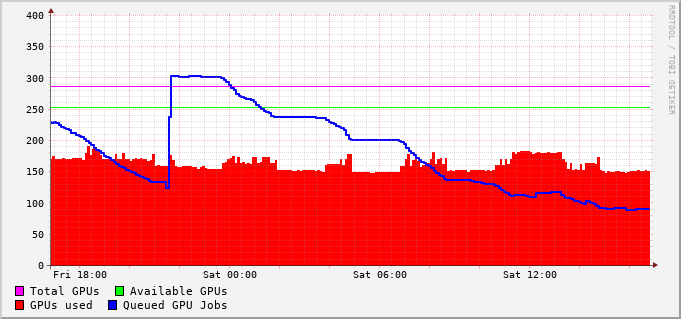 400
350
300
250
200
150
100
50
0
Fri 18:00 Sat 00:00 Sat 06:00 Sat 12:00
Total GPUs Available GPUs
GPUs used Queued GPU Jobs
RRDTOOL / TOBI OETIKER